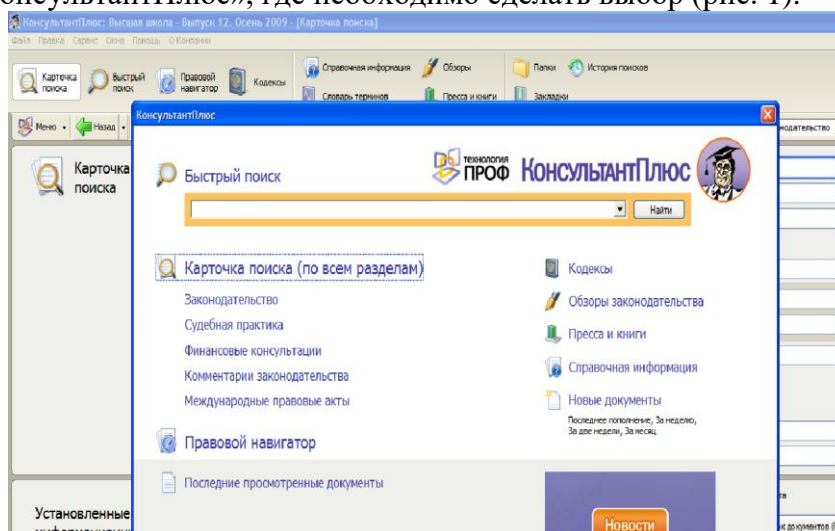 онсультантПлюс», где необходимо сделать выбор (рис. 1).
КонсультантПлюс: Высшая школа - Выпуск 12. Осень 2009 - [Карточка поиска]
Файл Правка Сервис Окна Помощь О Компании
Карточка поиска
Быстрый поиск
Правовой навигатор
Кодексы
Справочная информация
Обзоры
Папки
История поисков
Словарь терминов
Пресса и книги
Закладки
Меню
Назад
КонсультантПлюс
Карточка
поиска
Быстрый поиск
технология
ПРОФ
КонсультантПлюс
Найти
Карточка поиска (по всем разделам)
Законодательство
Судебная практика
Финансовые консультации
Комментарии законодательства
Международные правовые акты
Правовой навигатор
Последние просмотренные документы
Кодексы
Обзоры законодательства
Пресса и книги
Справочная информация
Новые документы
Последнее пополнение, За неделю,
За две недели, За месяц
Новости
Установленные